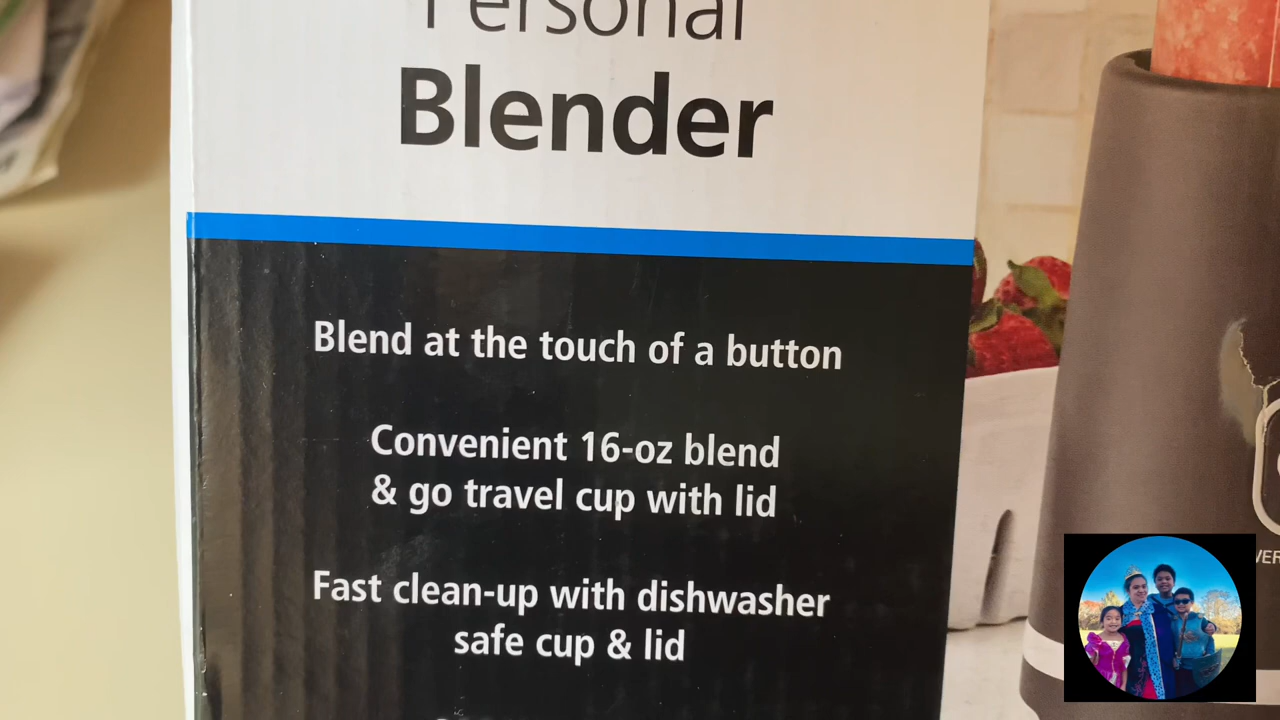 Personal
Blender
Blend at the touch of a button
Convenient 16-oz blend
& go travel cup with lid
Fast clean-up with dishwasher
safe cup & lid